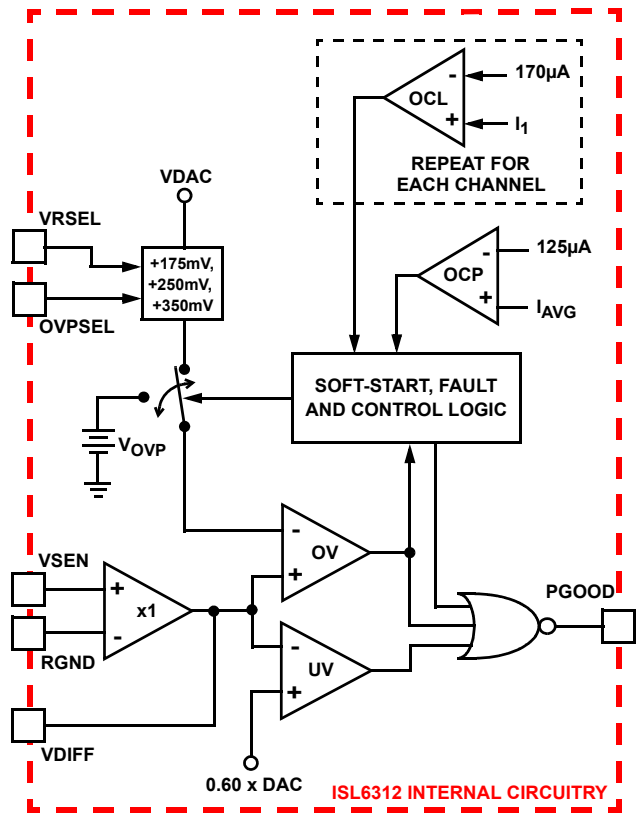 170µA
-
OCL
+
I1
REPEAT FOR
EACH CHANNEL
VDAC
VRSEL
+175mV,
+250mV,
+350mV
OVPSEL
-
125µA
OCP
+
IAVG
SOFT-START, FAULT
AND CONTROL LOGIC
VOVP
-
OV
+
VSEN
+
x1
-
RGND
PGOOD
-
UV
+
VDIFF
0.60 x DAC
ISL6312 INTERNAL CIRCUITRY